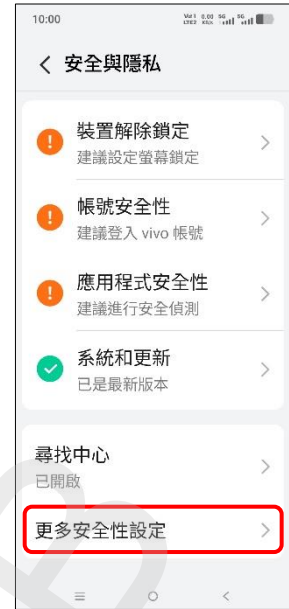 10:00
安全與隱私
裝置解除鎖定
建議設定螢幕鎖定
帳號安全性
建議登入 vivo 帳號
應用程式安全性
建議進行安全偵測
系統和更新
已是最新版本
尋找中心
已開啟
更多安全性設定